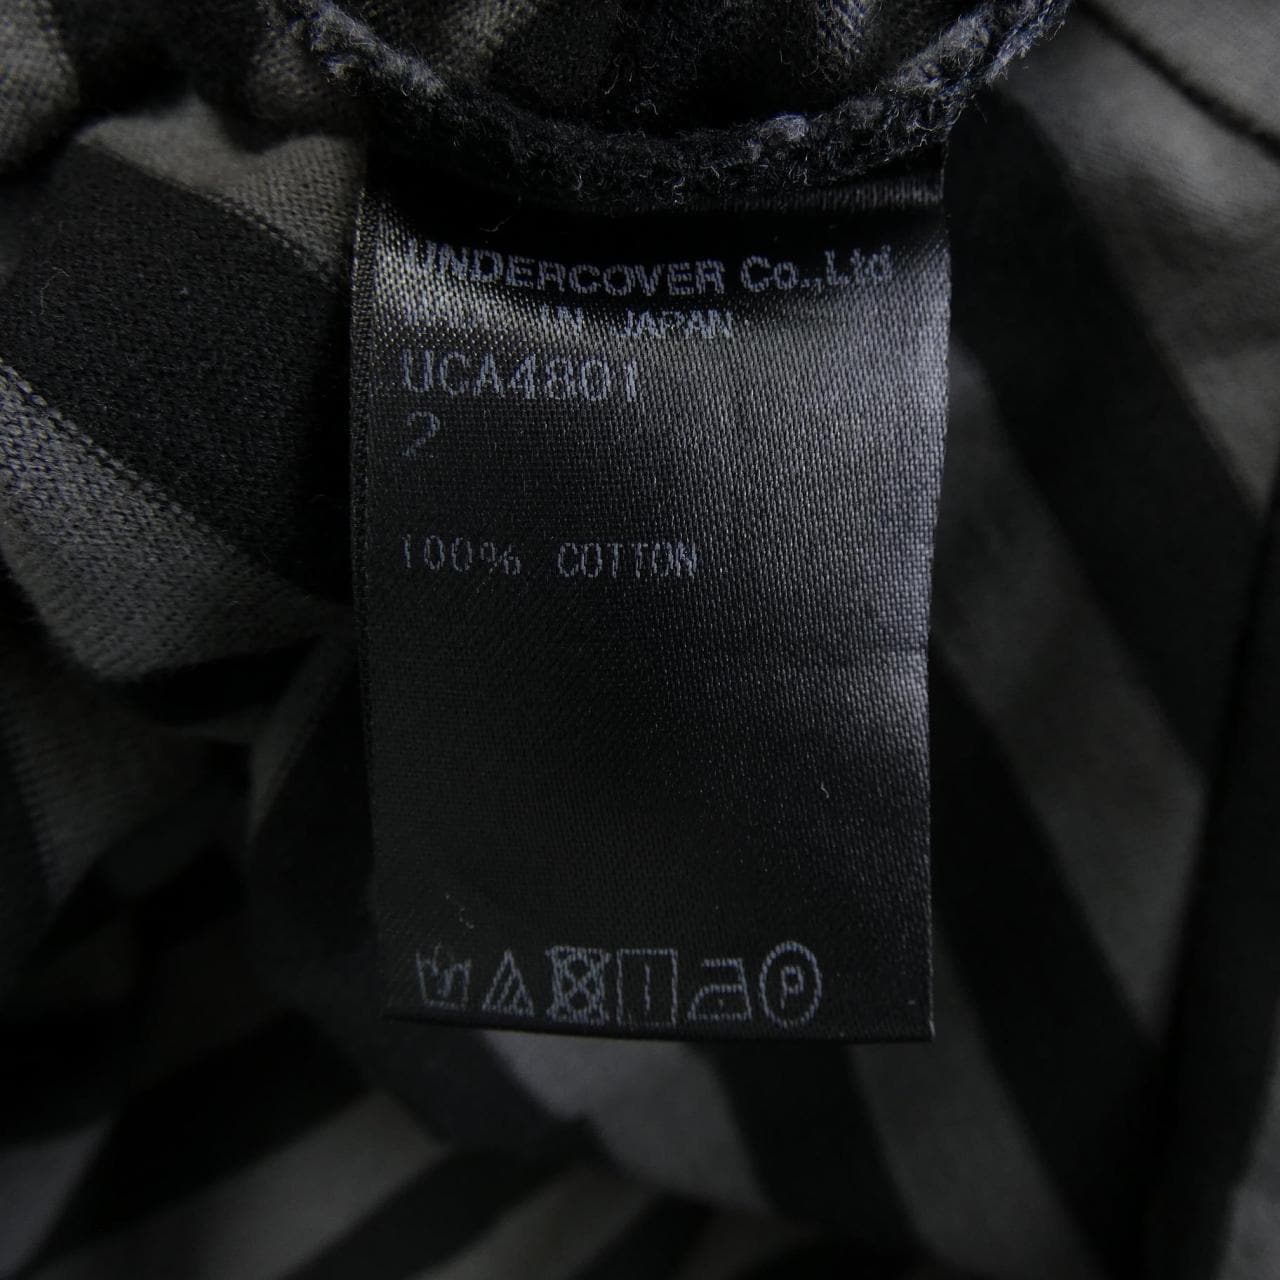 UNDERCOVER Co.,Ltd
IN JAPAN
UCA4801
2
100% COTTON
P